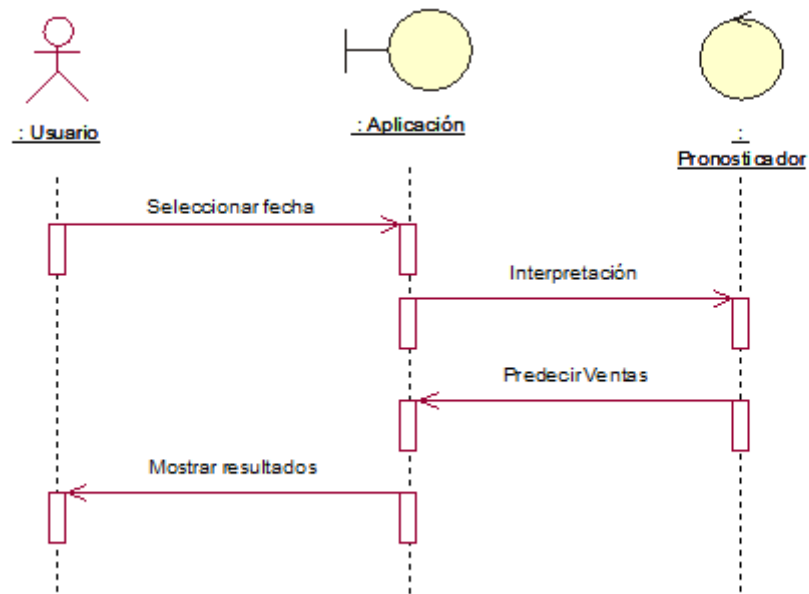 : Usuario
: Aplicación
:
Pronosticador
Seleccionar fecha
Interpretación
Predecir Ventas
Mostrar resultados